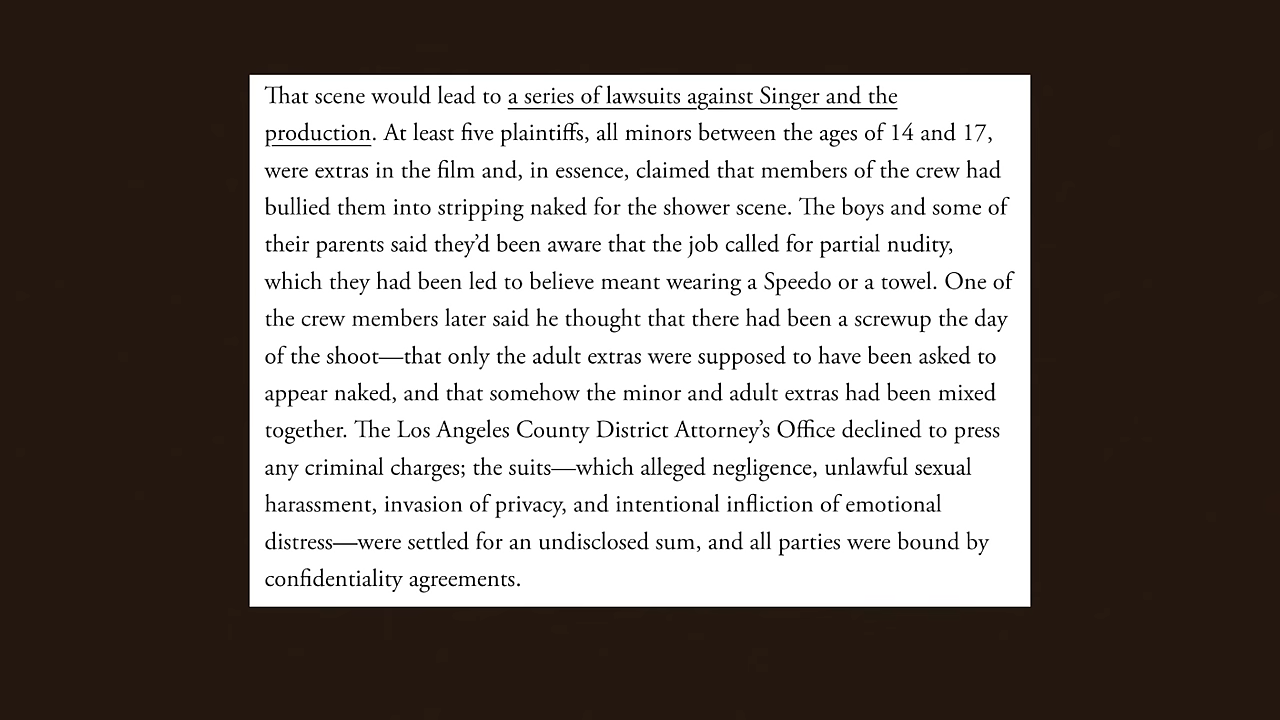 That scene would lead to a series of lawsuits against Singer and the
production. At least five plaintiffs, all minors between the ages of 14 and 17,
were extras in the film and, in essence, claimed that members of the crew had
bullied them into stripping naked for the shower scene. The boys and some of
their parents said they’d been aware that the job called for partial nudity,
which they had been led to believe meant wearing a Speedo or a towel. One of
the crew members later said he thought that there had been a screwup the day
of the shoot—that only the adult extras were supposed to have been asked to
appear naked, and that somehow the minor and adult extras had been mixed
together. The Los Angeles County District Attorney’s Office declined to press
any criminal charges; the suits—which alleged negligence, unlawful sexual
harassment, invasion of privacy, and intentional infliction of emotional
distress—were settled for an undisclosed sum, and all parties were bound by
confidentiality agreements.